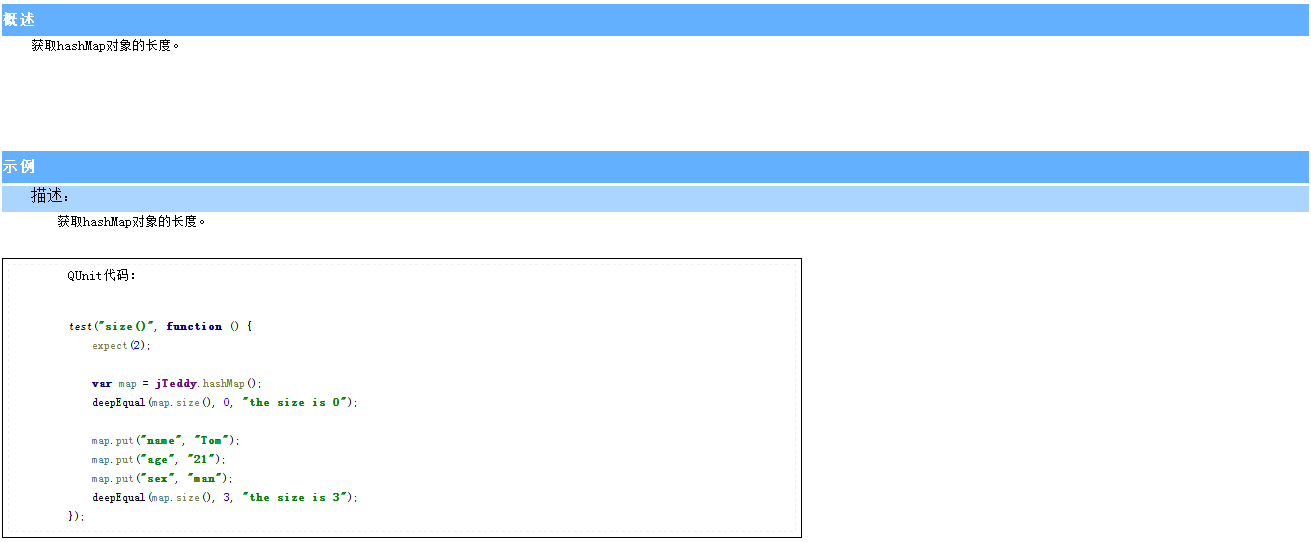 概述
获取hashMap对象的长度。
示例
描述:
获取hashMap对象的长度。
QUnit代码:
test("size()", function () {
expect(2);
var map = jTeddy.hashMap();
deepEqual(map.size(), 0, "the size is 0");
map.put("name", "Tom");
map.put("age", "21");
map.put("sex", "man");
deepEqual(map.size(), 3, "the size is 3");
});